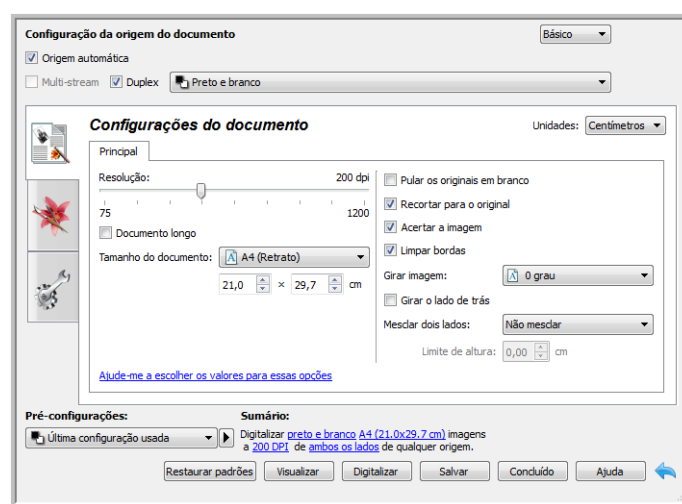 Configuração da origem do documento
Básico
Origem automática
Multi-stream Duplex Preto e branco
Configurações do documento
Unidades: Centímetros
Principal
Resolução: 200 dpi
75 1200
Documento longo
Tamanho do documento: A4 (Retrato)
21,0 × 29,7 cm
Pular os originais em branco
Recortar para o original
Acertar a imagem
Limpar bordas
Girar imagem: 0 grau
Girar o lado de trás
Mesclar dois lados: Não mesclar
Limite de altura: 0,00 cm
Ajude-me a escolher os valores para essas opções
Pré-configurações:
Última configuração usada
Sumário:
Digitalizar preto e branco A4 (21.0x29.7 cm) imagens
a 200 DPI de ambos os lados de qualquer origem.
Restaurar padrões Visualizar Digitalizar Salvar Concluído Ajuda